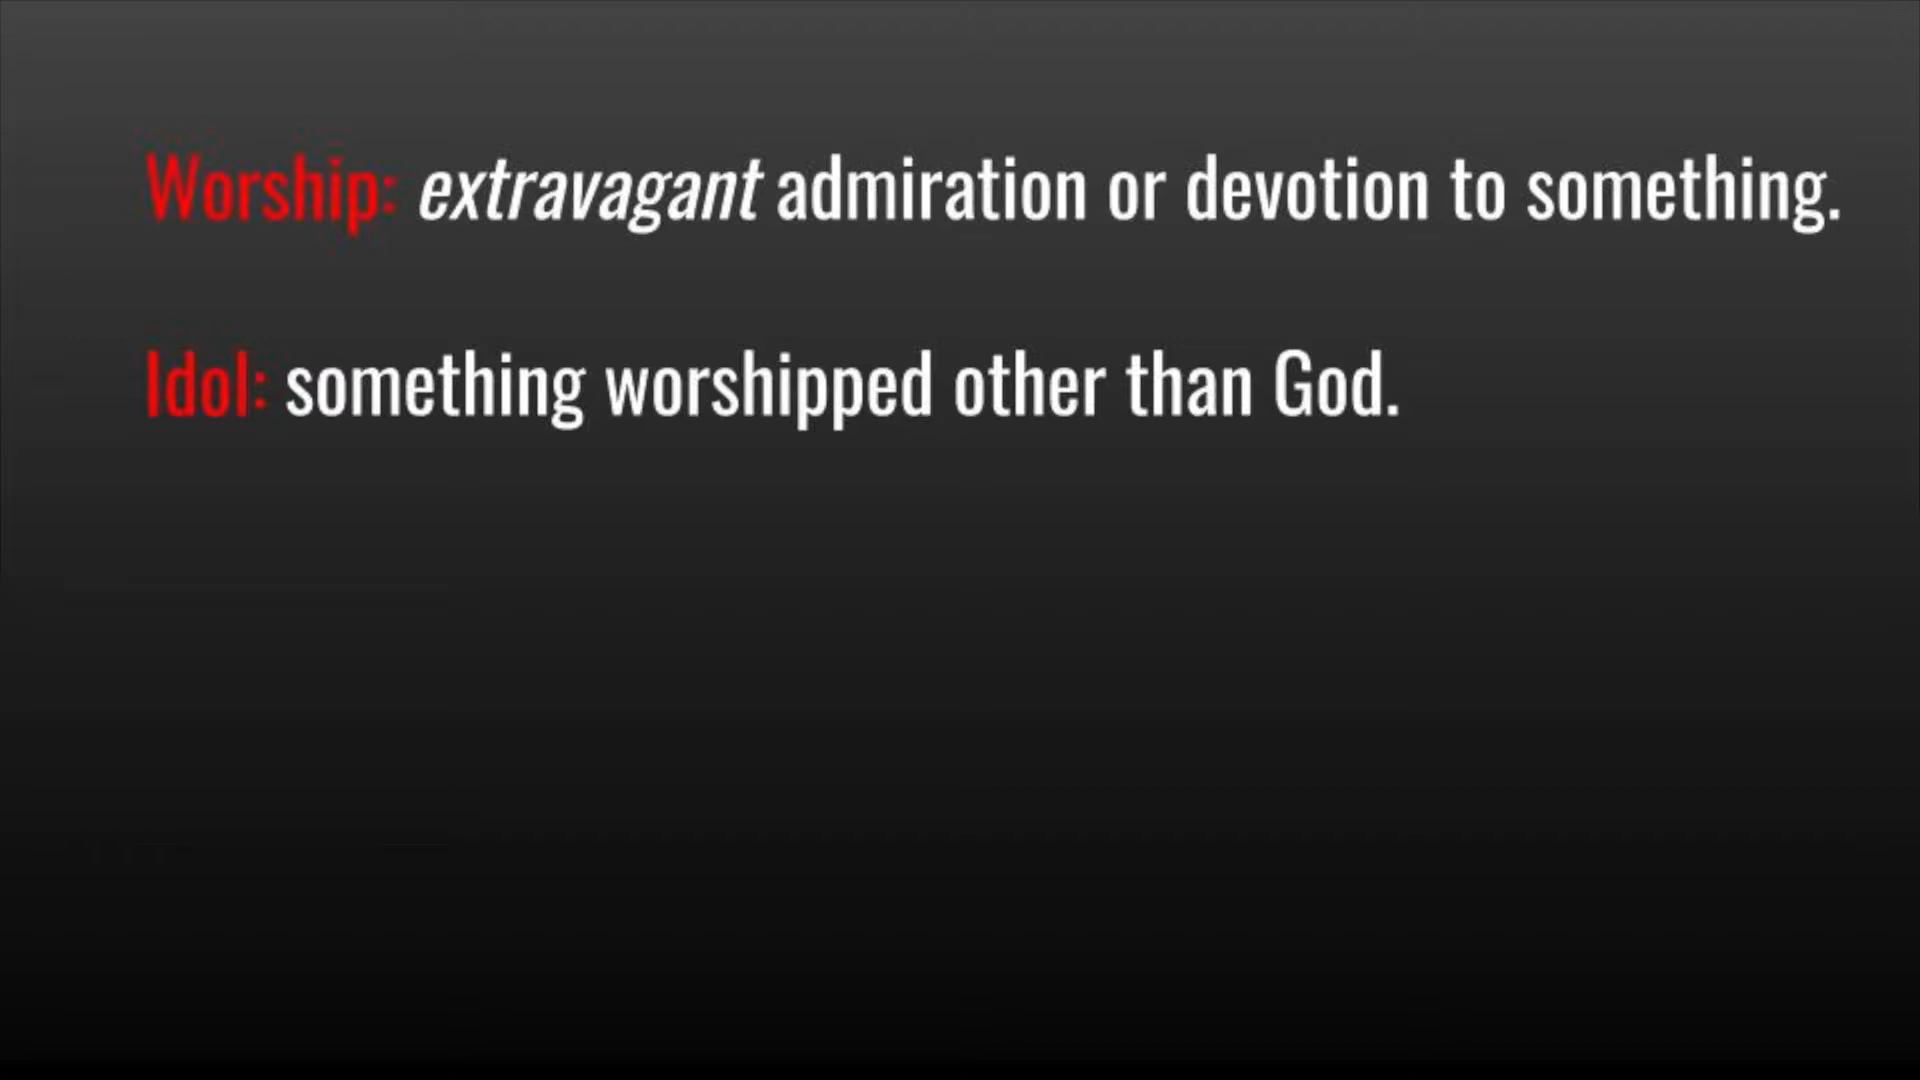 Worship: extravagant admiration or devotion to something.
Idol: something worshipped other than God.